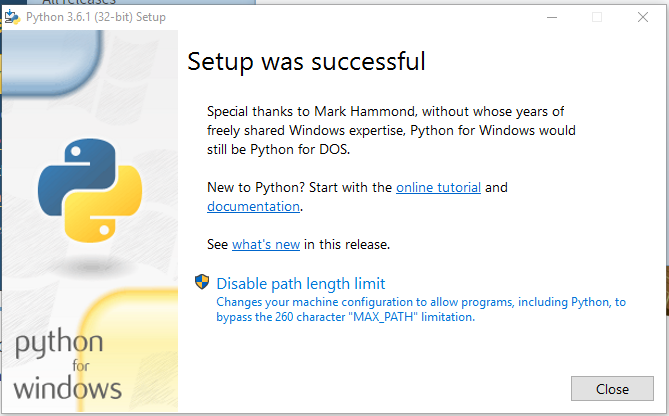 All releases
Python 3.6.1 (32-bit) Setup
Setup was successful
Special thanks to Mark Hammond, without whose years of
freely shared Windows expertise, Python for Windows would
still be Python for DOS.
New to Python? Start with the online tutorial and
documentation.
See what's new in this release.
Disable path length limit
Changes your machine configuration to allow programs, including Python, to
bypass the 260 character "MAX_PATH" limitation.
python
for
windows
Close